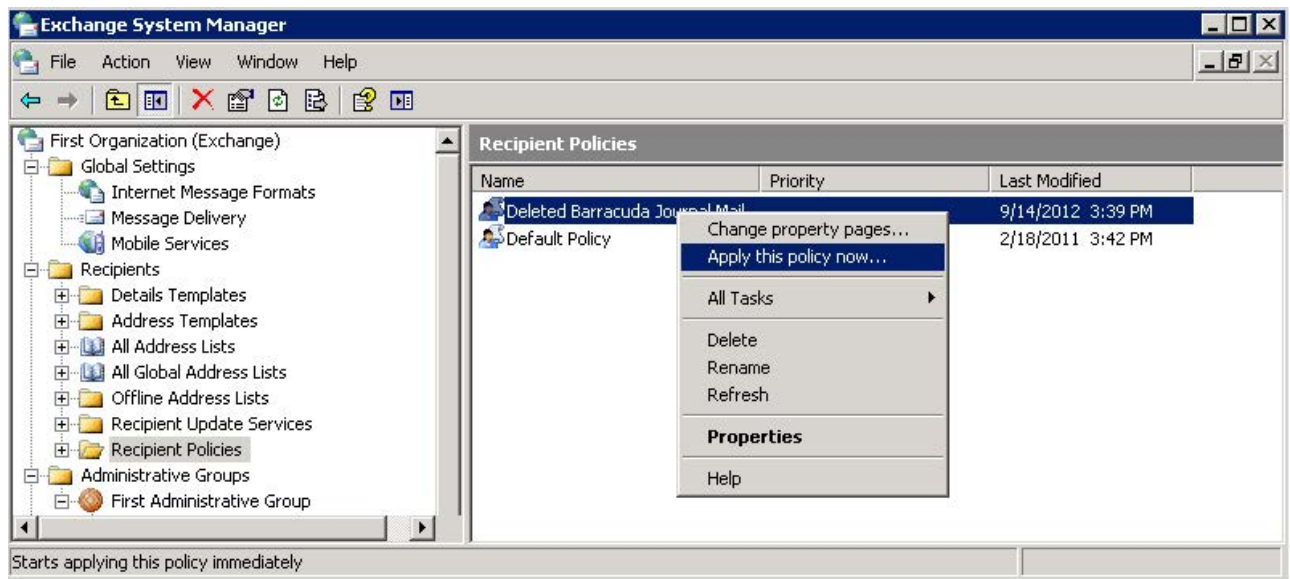 Exchange System Manager
File Action View Window Help
First Organization (Exchange)
Global Settings
Internet Message Formats
Message Delivery
Mobile Services
Recipients
Details Templates
Address Templates
All Address Lists
All Global Address Lists
Offline Address Lists
Recipient Update Services
Recipient Policies
Administrative Groups
First Administrative Group
Recipient Policies
Name Priority Last Modified
Deleted Barracuda Journal Mail 9/14/2012 3:39 PM
Default Policy 2/18/2011 3:42 PM
Change property pages...
Apply this policy now...
All Tasks
Delete
Rename
Refresh
Properties
Help
Starts applying this policy immediately